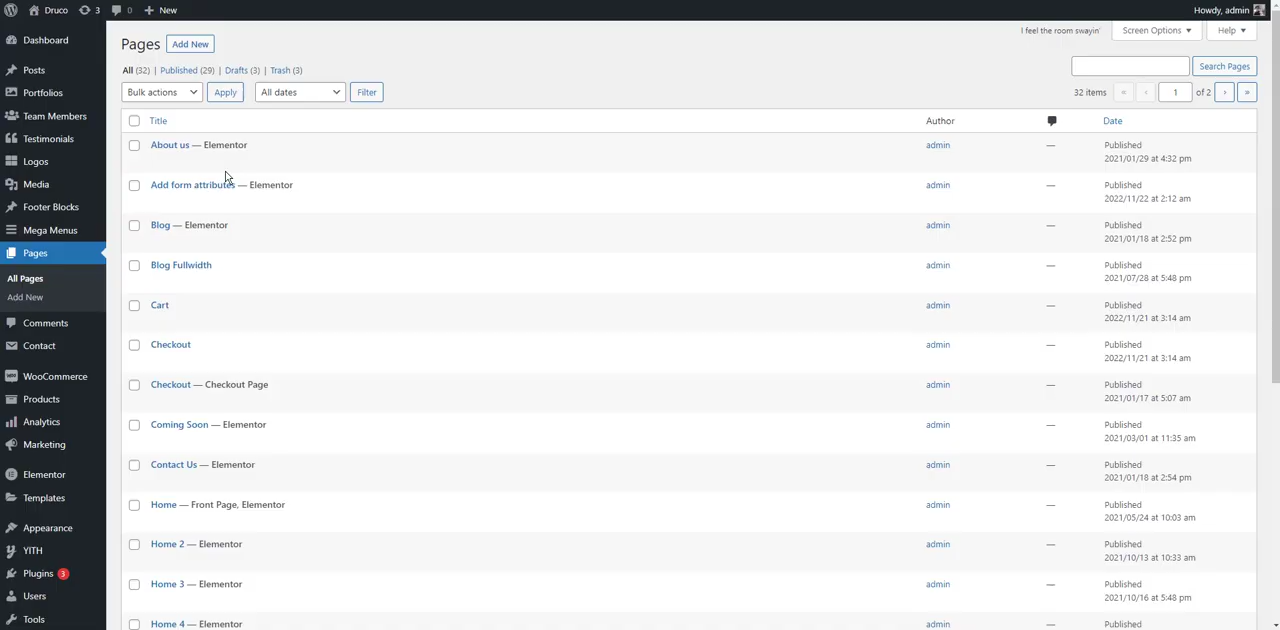 Druco 3 0 New Howdy, admin
I feel the room swayin' Screen Options Help
Pages Add New
All (32) | Published (29) | Drafts (3) | Trash (3) Search Pages
Bulk actions Apply All dates Filter 32 items « ‹ 1 of 2 › »
Title Author Date
About us — Elementor admin — Published
2021/01/29 at 4:32 pm
Add form attributes — Elementor admin — Published
2022/11/22 at 2:12 am
Blog — Elementor admin — Published
2021/01/18 at 2:52 pm
Blog Fullwidth admin — Published
2021/07/28 at 5:48 pm
Cart admin — Published
2022/11/21 at 3:14 am
Checkout admin — Published
2022/11/21 at 3:14 am
Checkout — Checkout Page admin — Published
2021/01/17 at 5:07 am
Coming Soon — Elementor admin — Published
2021/03/01 at 11:35 am
Contact Us — Elementor admin — Published
2021/01/18 at 2:54 pm
Home — Front Page, Elementor admin — Published
2021/05/24 at 10:03 am
Home 2 — Elementor admin — Published
2021/10/13 at 10:33 am
Home 3 — Elementor admin — Published
2021/10/16 at 5:48 pm
Home 4 — Elementor admin — Published
Dashboard
Posts
Portfolios
Team Members
Testimonials
Logos
Media
Footer Blocks
Mega Menus
Pages
All Pages
Add New
Comments
Contact
WooCommerce
Products
Analytics
Marketing
Elementor
Templates
Appearance
YITH
Plugins 3
Users
Tools